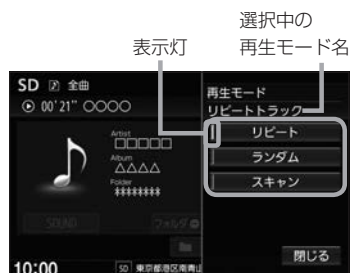 選択中の
表示灯 再生モード名
SD 全曲
00'21" 〇〇〇〇
再生モード
リピートトラック
リピート
ランダム
スキャン
Artist
□□□□□
Album
△△△△
Folder
********
SOUND
フォルダ
10:00
SD 東京都港区南青山
閉じる